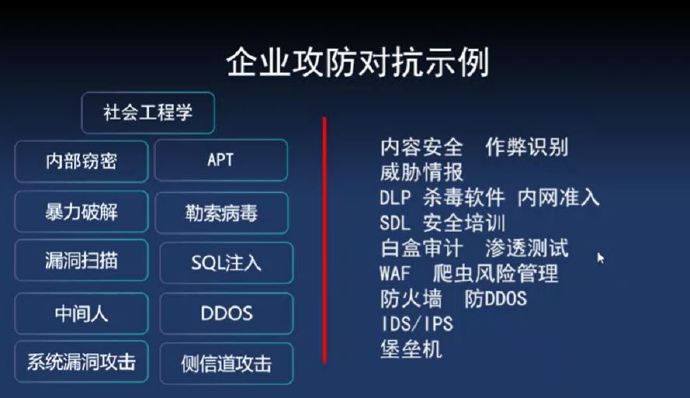 企业攻防对抗示例
社会工程学
内部窃密 APT
暴力破解 勒索病毒
漏洞扫描 SQL注入
中间人 DDOS
系统漏洞攻击 侧信道攻击
内容安全 作弊识别
威胁情报
DLP 杀毒软件 内网准入
SDL 安全培训
白盒审计 渗透测试
WAF 爬虫风险管理
防火墙 防DDOS
IDS/IPS
堡垒机